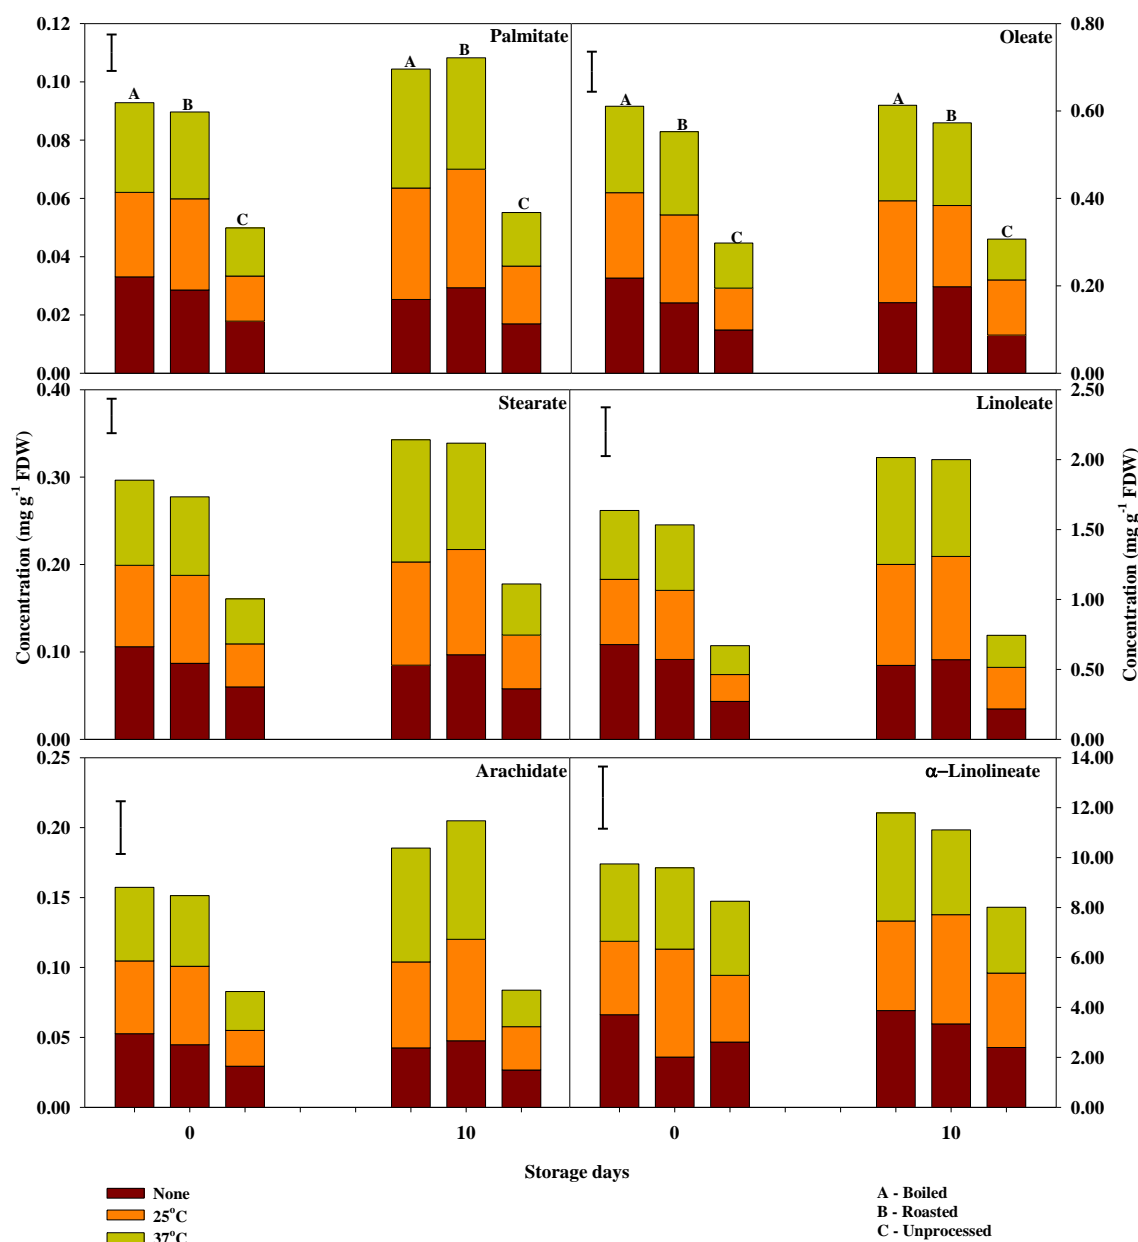 0.12
0.10
0.08
0.06
0.04
0.02
0.00
Palmitate
A
B
C
A
B
C
Oleate
A
B
C
A
B
C
0.80
0.60
0.40
0.20
0.00
0.40
0.30
0.20
0.10
0.00
Stearate
Linoleate
2.50
2.00
1.50
1.00
0.50
0.00
Concentration (mg g⁻¹ FDW)
Concentration (mg g⁻¹ FDW)
0.25
0.20
0.15
0.10
0.05
0.00
Arachidate
α−Linolineate
14.00
12.00
10.00
8.00
6.00
4.00
2.00
0.00
0 10 0 10
Storage days
None
25°C
37°C
A - Boiled
B - Roasted
C - Unprocessed